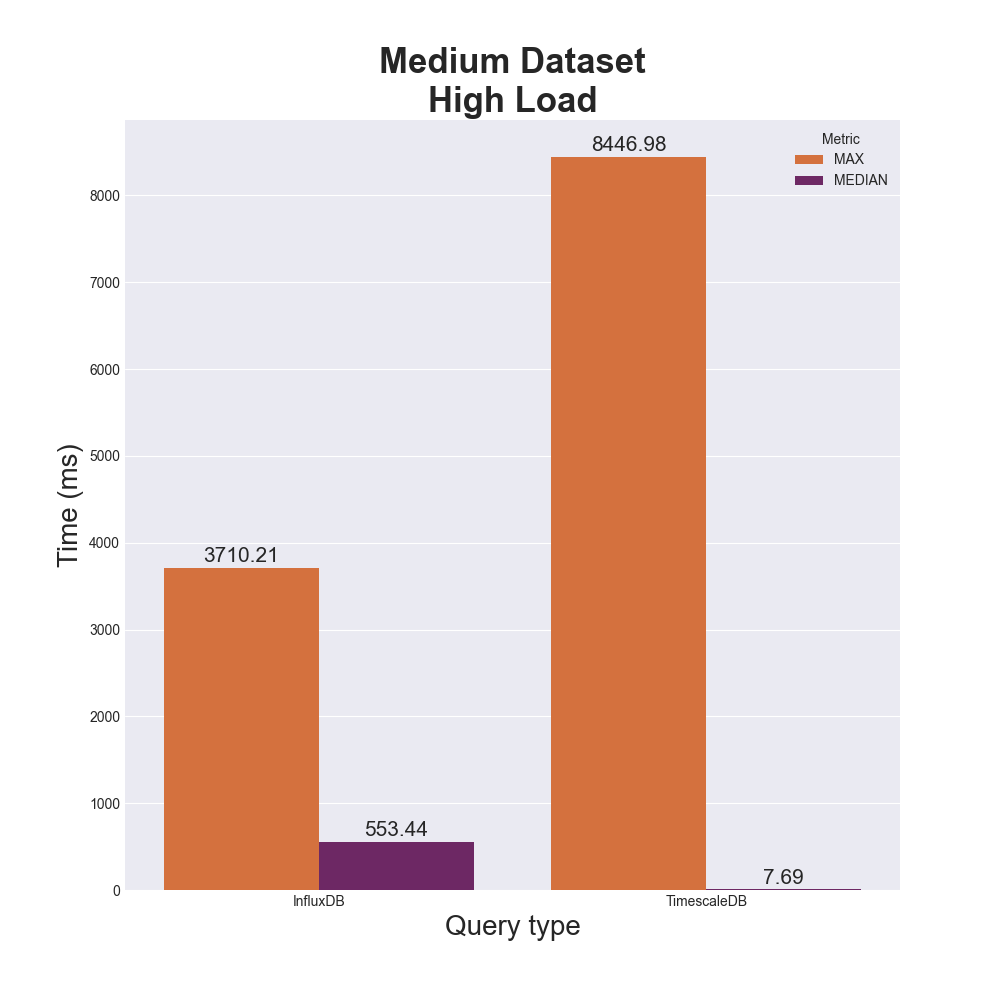 Medium Dataset
High Load
Metric
MAX
MEDIAN
8446.98
3710.21
553.44
7.69
8000
7000
6000
5000
4000
3000
2000
1000
0
Time (ms)
InfluxDB
TimescaleDB
Query type